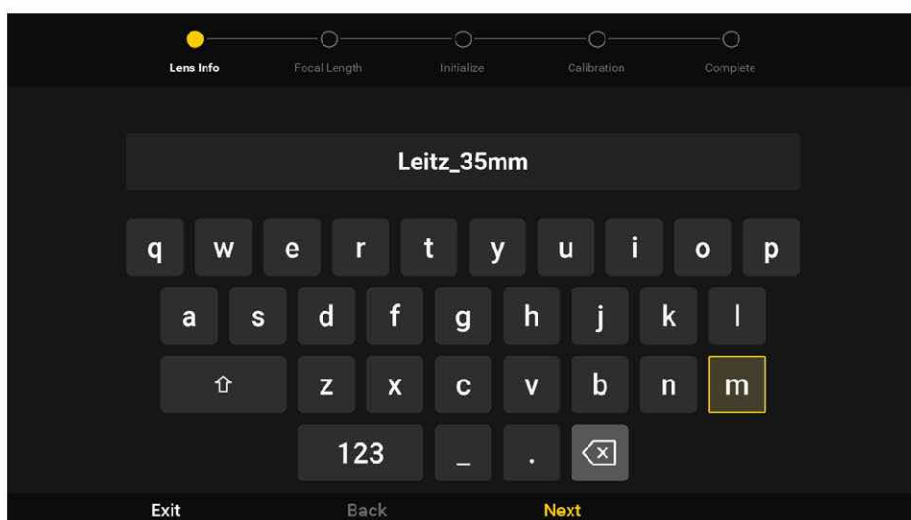 Lens Info Focal Length Initialize Calibration Complete
Leitz_35mm
q w e r t y u i o p
a s d f g h j k l
z x c v b n m
123 _ .
Exit Back Next